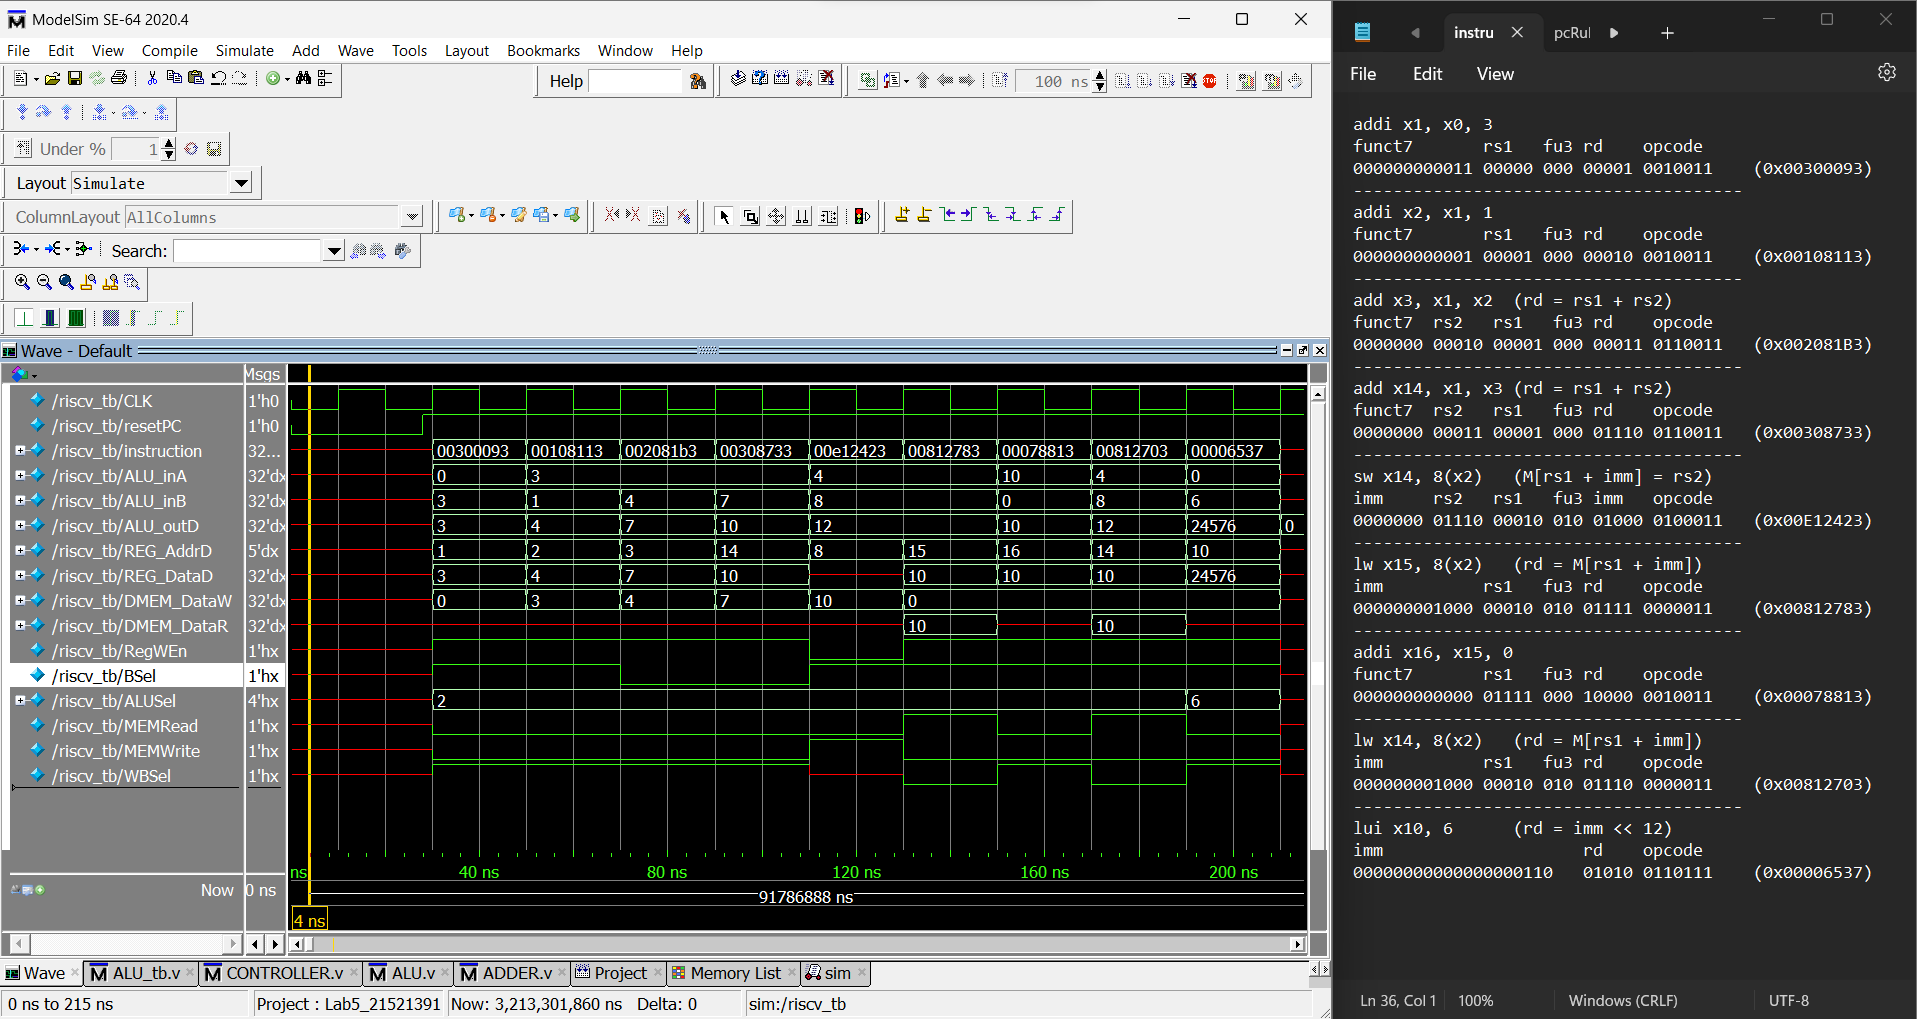 ModelSim SE-64 2020.4
File Edit View Compile Simulate Add Wave Tools Layout Bookmarks Window Help
Help
100 ns
Under % 1
Layout Simulate
ColumnLayout AllColumns
Search:
Wave - Default
Msgs
/riscv_tb/CLK 1'h0
/riscv_tb/resetPC 1'h0
/riscv_tb/instruction 32... 00300093 00108113 002081b3 00308733 00e12423 00812783 00078813 00812703 00006537
/riscv_tb/ALU_inA 32'dx 0 3 4 10 4 0
/riscv_tb/ALU_inB 32'dx 3 1 4 7 8 0 8 6
/riscv_tb/ALU_outD 32'dx 3 4 7 10 12 10 12 24576 0
/riscv_tb/REG_AddrD 5'dx 1 2 3 14 8 15 16 14 10
/riscv_tb/REG_DataD 32'dx 3 4 7 10 10 10 10 24576
/riscv_tb/DMEM_DataW 32'dx 0 3 4 7 10 0
/riscv_tb/DMEM_DataR 32'dx 10 10
/riscv_tb/RegWEn 1'hx
/riscv_tb/BSel 1'hx
/riscv_tb/ALUSel 4'hx 2 6
/riscv_tb/MEMRead 1'hx
/riscv_tb/MEMWrite 1'hx
/riscv_tb/WBSel 1'hx
ns 40 ns 80 ns 120 ns 160 ns 200 ns
Now 0 ns 91786888 ns
4 ns
Wave ALU_tb.v CONTROLLER.v ALU.v ADDER.v Project Memory List sim
0 ns to 215 ns Project : Lab5_21521391 Now: 3,213,301,860 ns Delta: 0 sim:/riscv_tb
instru pcRul
File Edit View
addi x1, x0, 3
funct7 rs1 fu3 rd opcode
000000000011 00000 000 00001 0010011 (0x00300093)
---------------------------------------
addi x2, x1, 1
funct7 rs1 fu3 rd opcode
000000000001 00001 000 00010 0010011 (0x00108113)
---------------------------------------
add x3, x1, x2 (rd = rs1 + rs2)
funct7 rs2 rs1 fu3 rd opcode
0000000 00010 00001 000 00011 0110011 (0x002081B3)
---------------------------------------
add x14, x1, x3 (rd = rs1 + rs2)
funct7 rs2 rs1 fu3 rd opcode
0000000 00011 00001 000 01110 0110011 (0x00308733)
---------------------------------------
sw x14, 8(x2) (M[rs1 + imm] = rs2)
imm rs2 rs1 fu3 imm opcode
0000000 01110 00010 010 01000 0100011 (0x00E12423)
---------------------------------------
lw x15, 8(x2) (rd = M[rs1 + imm])
imm rs1 fu3 rd opcode
000000001000 00010 010 01111 0000011 (0x00812783)
---------------------------------------
addi x16, x15, 0
funct7 rs1 fu3 rd opcode
000000000000 01111 000 10000 0010011 (0x00078813)
---------------------------------------
lw x14, 8(x2) (rd = M[rs1 + imm])
imm rs1 fu3 rd opcode
000000001000 00010 010 01110 0000011 (0x00812703)
---------------------------------------
lui x10, 6 (rd = imm << 12)
imm rd opcode
00000000000000000110 01010 0110111 (0x00006537)
Ln 36, Col 1 100% Windows (CRLF) UTF-8